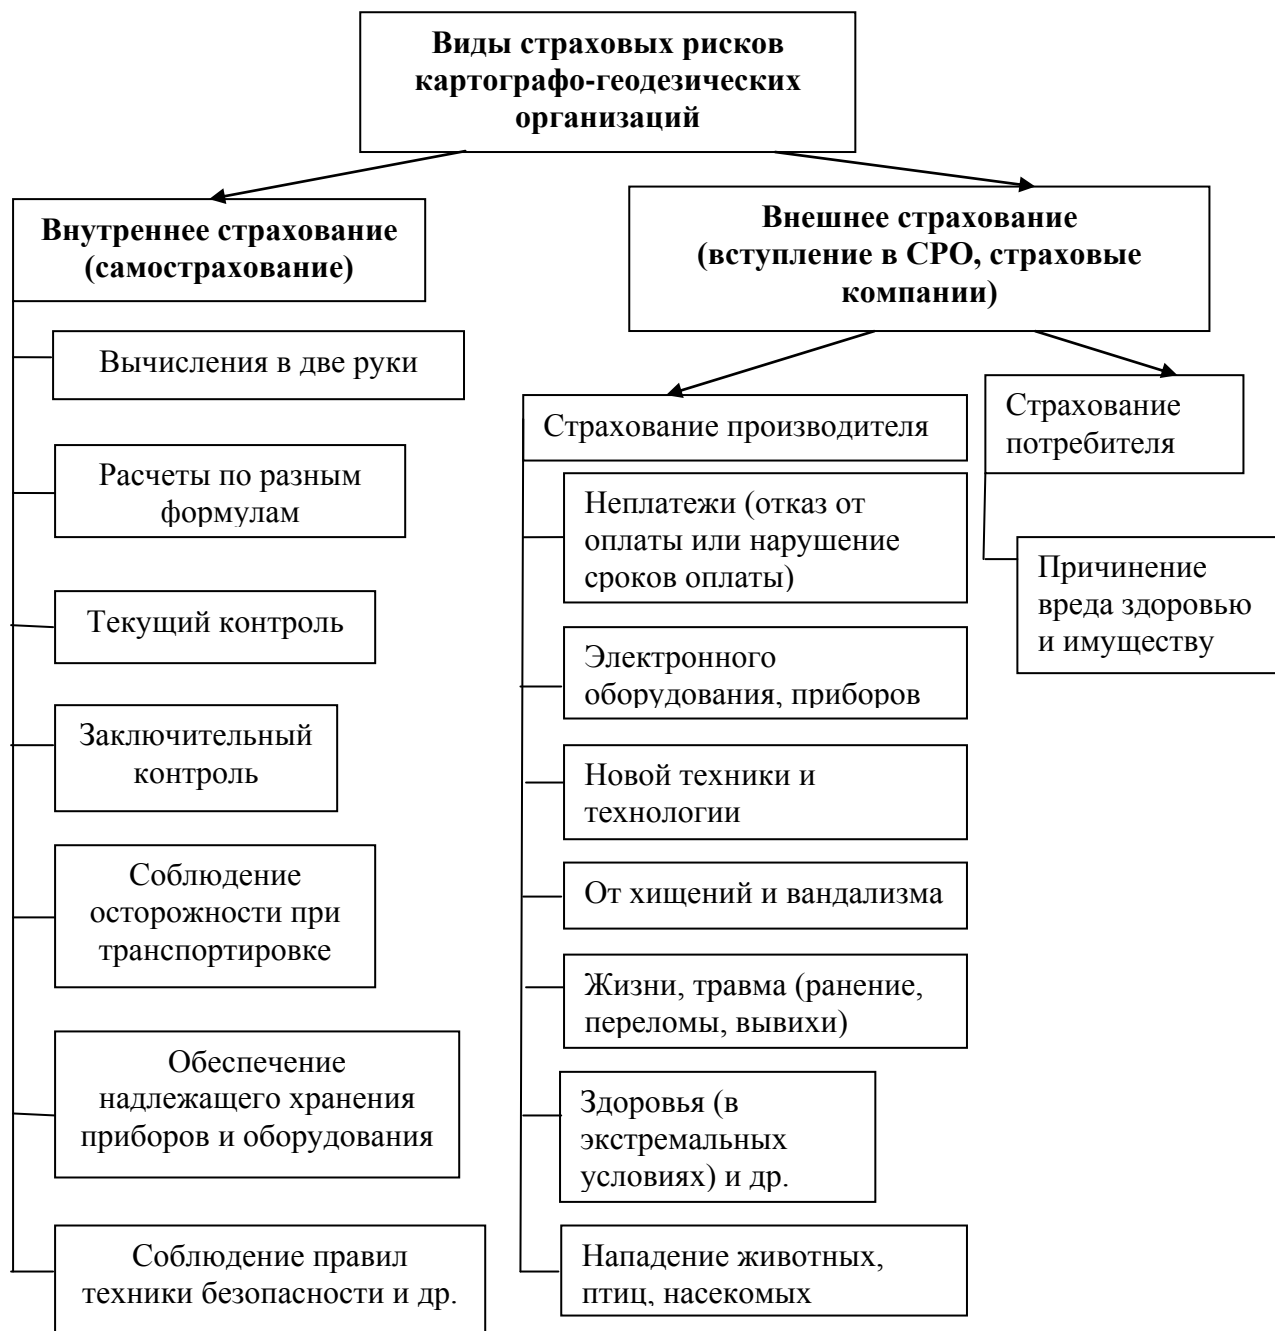 Виды страховых рисков
картографо-геодезических
организаций
Внутреннее страхование
(самострахование)
Вычисления в две руки
Расчеты по разным
формулам
Текущий контроль
Заключительный
контроль
Соблюдение
осторожности при
транспортировке
Обеспечение
надлежащего хранения
приборов и оборудования
Соблюдение правил
техники безопасности и др.
Внешнее страхование
(вступление в СРО, страховые
компании)
Страхование производителя
Неплатежи (отказ от
оплаты или нарушение
сроков оплаты)
Электронного
оборудования, приборов
Новой техники и
технологии
От хищений и вандализма
Жизни, травма (ранение,
переломы, вывихи)
Здоровья (в
экстремальных
условиях) и др.
Нападение животных,
птиц, насекомых
Страхование
потребителя
Причинение
вреда здоровью
и имуществу